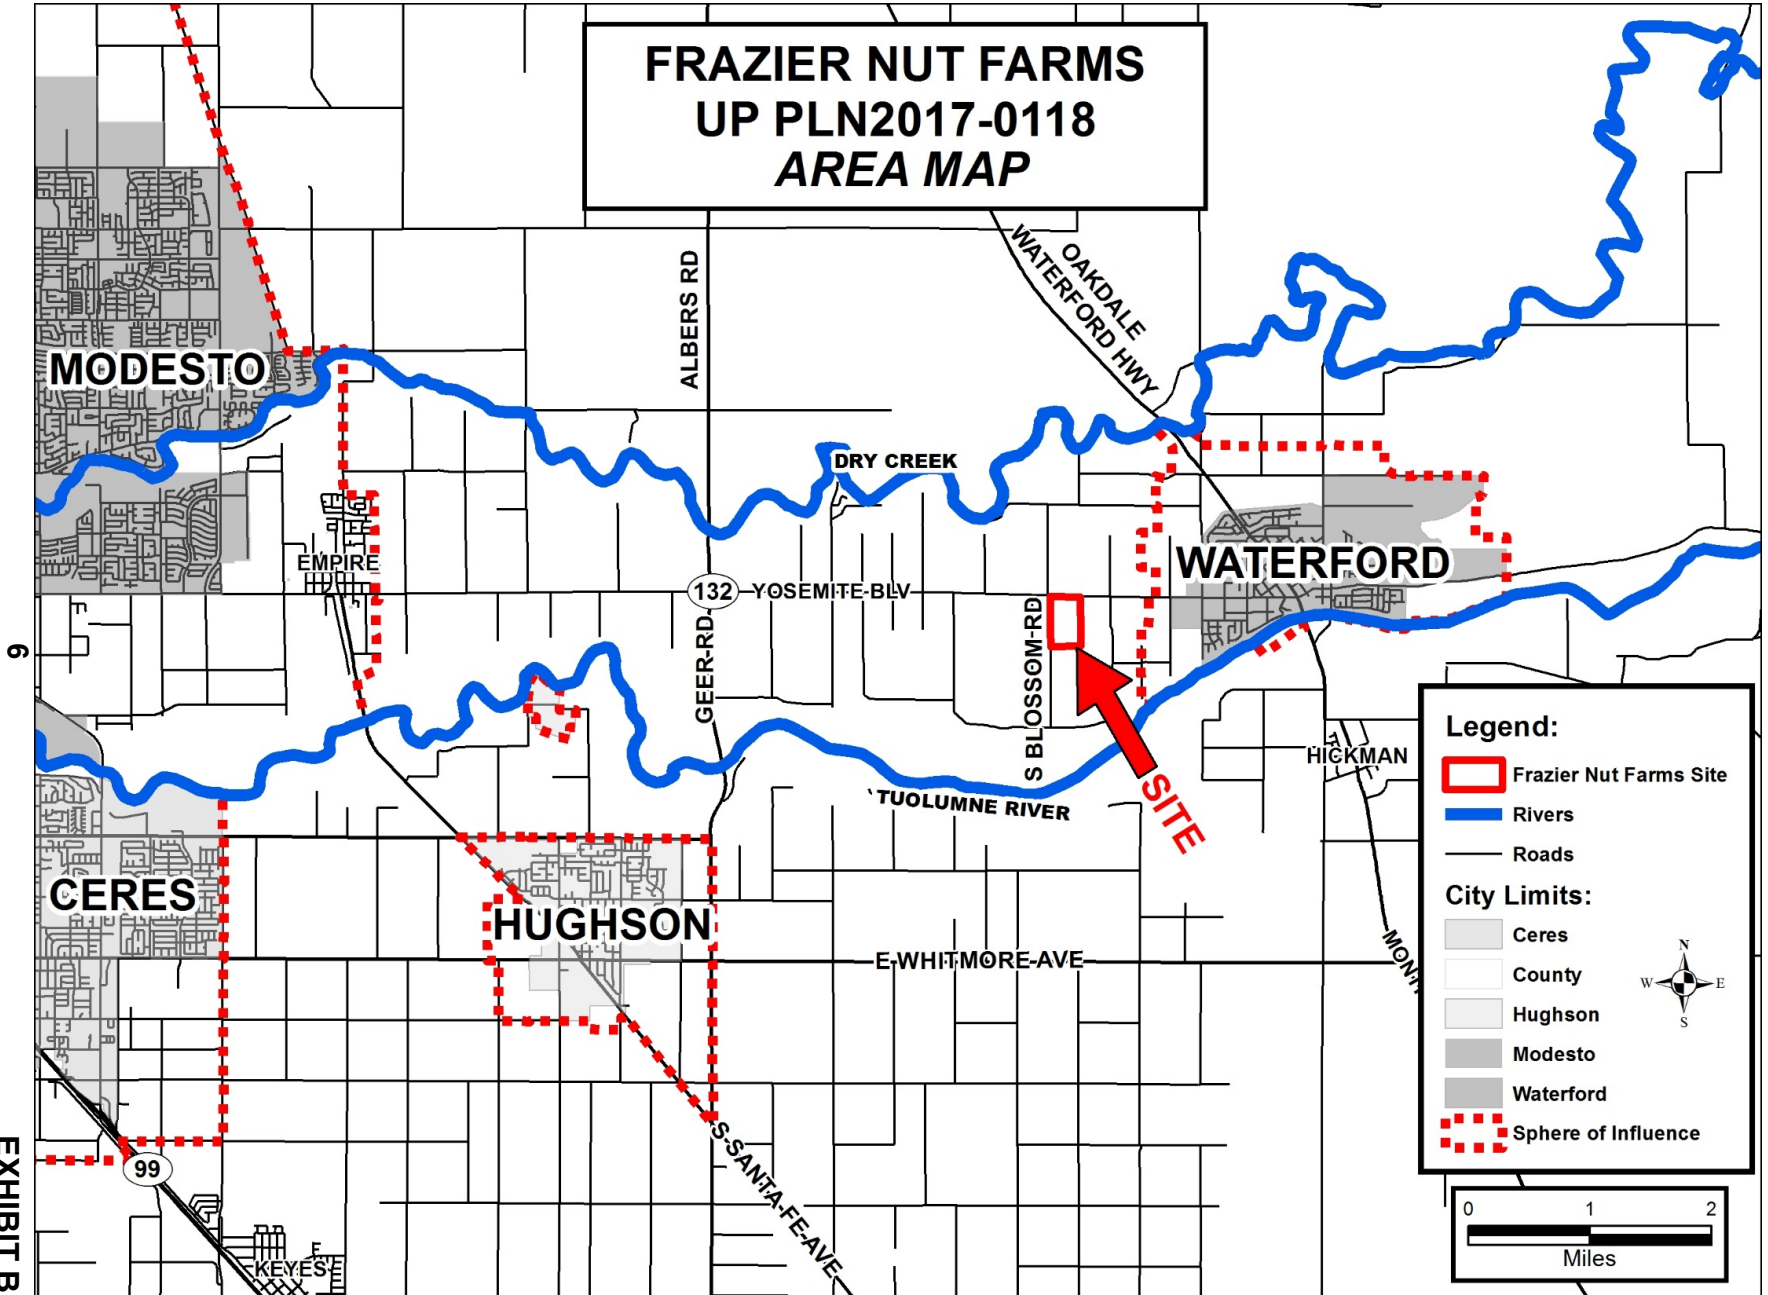 FRAZIER NUT FARMS
UP PLN2017-0118
AREA MAP
OAKDALE
WATERFORD HWY
ALBERS RD
MODESTO
DRY CREEK
EMPIRE
WATERFORD
132
YOSEMITE BLV
GEER RD
S BLOSSOM RD
HICKMAN
SITE
TUOLUMNE RIVER
CERES
HUGHSON
E WHITMORE AVE
99
S SANTA FE AVE
KEYES
Legend:
Frazier Nut Farms Site
Rivers
Roads
City Limits:
Ceres
County
Hughson
Modesto
Waterford
Sphere of Influence
N
W
E
S
0 1 2
Miles
6
EXHIBIT B